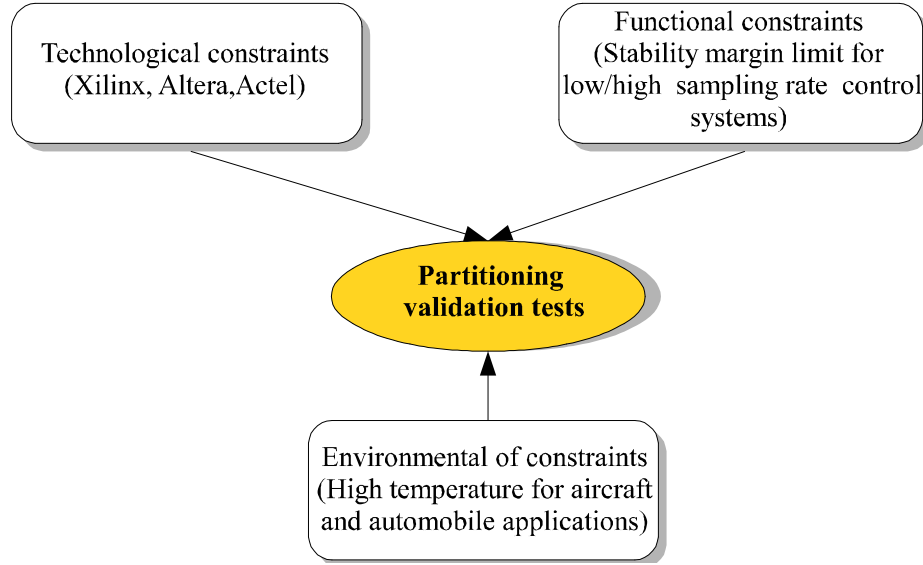 Technological constraints
(Xilinx, Altera,Actel)
Functional constraints
(Stability margin limit for
low/high sampling rate control
systems)
Partitioning
validation tests
Environmental of constraints
(High temperature for aircraft
and automobile applications)